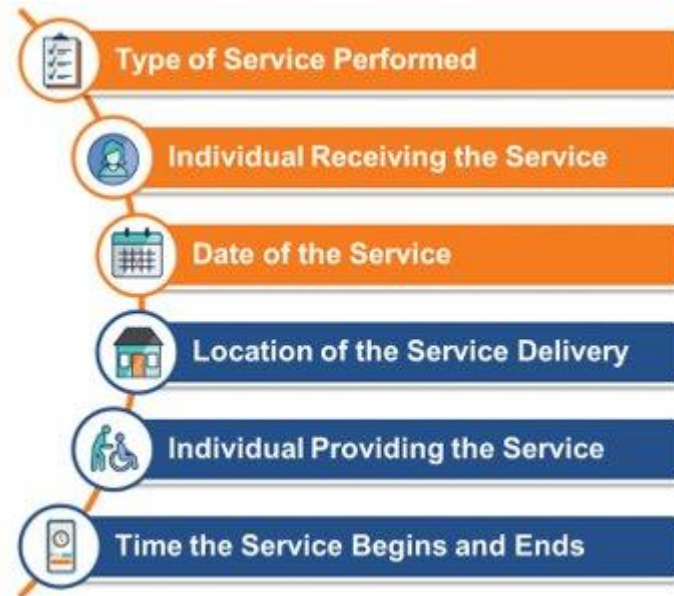 Type of Service Performed
Individual Receiving the Service
Date of the Service
Location of the Service Delivery
Individual Providing the Service
Time the Service Begins and Ends